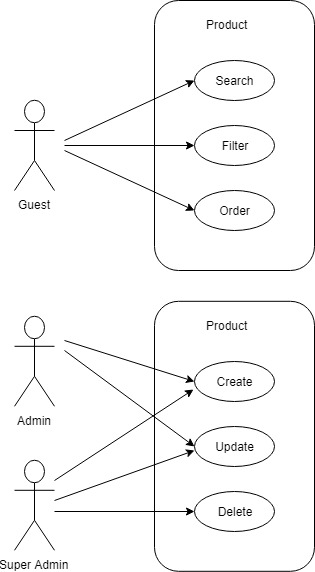 Product
Search
Filter
Order
Guest
Product
Create
Update
Delete
Admin
Super Admin